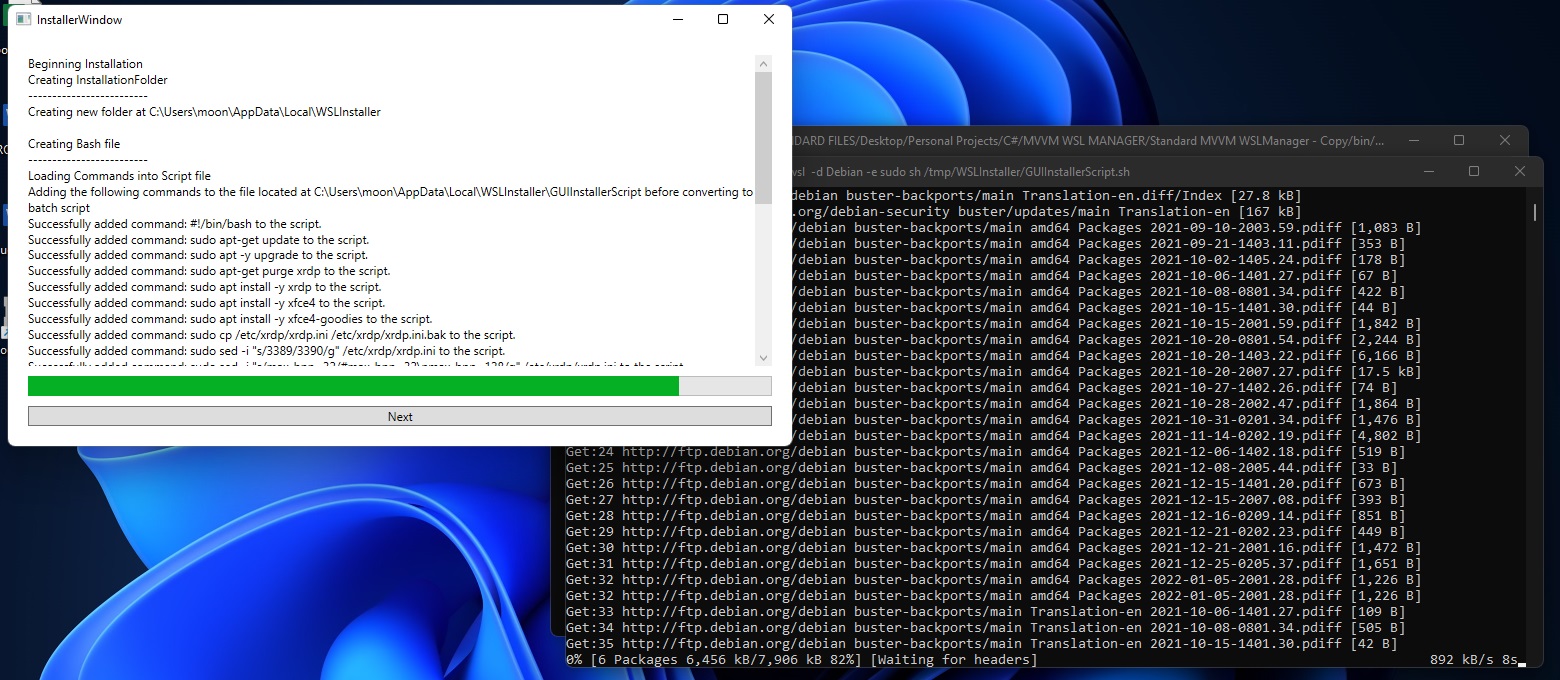 InstallerWindow
Beginning Installation
Creating InstallationFolder
-------------------------
Creating new folder at C:\Users\moon\AppData\Local\WSLInstaller
Creating Bash file
-------------------------
Loading Commands into Script file
Adding the following commands to the file located at C:\Users\moon\AppData\Local\WSLInstaller\GUIInstallerScript before converting to
batch script
Successfully added command: #!/bin/bash to the script.
Successfully added command: sudo apt-get update to the script.
Successfully added command: sudo apt -y upgrade to the script.
Successfully added command: sudo apt-get purge xrdp to the script.
Successfully added command: sudo apt install -y xrdp to the script.
Successfully added command: sudo apt install -y xfce4 to the script.
Successfully added command: sudo apt install -y xfce4-goodies to the script.
Successfully added command: sudo cp /etc/xrdp/xrdp.ini /etc/xrdp/xrdp.ini.bak to the script.
Successfully added command: sudo sed -i "s/3389/3390/g" /etc/xrdp/xrdp.ini to the script.
Next
DARD FILES/Desktop/Personal Projects/C#/MVVM WSL MANAGER/Standard MVVM WSLManager - Copy/bin/...
wsl -d Debian -e sudo sh /tmp/WSLInstaller/GUIInstallerScript.sh
debian buster-backports/main Translation-en.diff/Index [27.8 kB]
.org/debian-security buster/updates/main Translation-en [167 kB]
/debian buster-backports/main amd64 Packages 2021-09-10-2003.59.pdiff [1,083 B]
/debian buster-backports/main amd64 Packages 2021-09-21-1403.11.pdiff [353 B]
/debian buster-backports/main amd64 Packages 2021-10-02-1405.24.pdiff [178 B]
/debian buster-backports/main amd64 Packages 2021-10-06-1401.27.pdiff [67 B]
/debian buster-backports/main amd64 Packages 2021-10-08-0801.34.pdiff [422 B]
/debian buster-backports/main amd64 Packages 2021-10-15-1401.30.pdiff [44 B]
/debian buster-backports/main amd64 Packages 2021-10-15-2001.59.pdiff [1,842 B]
/debian buster-backports/main amd64 Packages 2021-10-20-0801.54.pdiff [2,244 B]
/debian buster-backports/main amd64 Packages 2021-10-20-1403.22.pdiff [6,166 B]
/debian buster-backports/main amd64 Packages 2021-10-20-2007.27.pdiff [17.5 kB]
/debian buster-backports/main amd64 Packages 2021-10-27-1402.26.pdiff [74 B]
/debian buster-backports/main amd64 Packages 2021-10-28-2002.47.pdiff [1,864 B]
/debian buster-backports/main amd64 Packages 2021-10-31-0201.34.pdiff [1,476 B]
/debian buster-backports/main amd64 Packages 2021-11-14-0202.19.pdiff [4,802 B]
Get:24 http://ftp.debian.org/debian buster-backports/main amd64 Packages 2021-12-06-1402.18.pdiff [519 B]
Get:25 http://ftp.debian.org/debian buster-backports/main amd64 Packages 2021-12-08-2005.44.pdiff [33 B]
Get:26 http://ftp.debian.org/debian buster-backports/main amd64 Packages 2021-12-15-1401.20.pdiff [673 B]
Get:27 http://ftp.debian.org/debian buster-backports/main amd64 Packages 2021-12-15-2007.08.pdiff [393 B]
Get:28 http://ftp.debian.org/debian buster-backports/main amd64 Packages 2021-12-16-0209.14.pdiff [851 B]
Get:29 http://ftp.debian.org/debian buster-backports/main amd64 Packages 2021-12-21-0202.23.pdiff [449 B]
Get:30 http://ftp.debian.org/debian buster-backports/main amd64 Packages 2021-12-21-2001.16.pdiff [1,472 B]
Get:31 http://ftp.debian.org/debian buster-backports/main amd64 Packages 2021-12-25-0205.37.pdiff [1,651 B]
Get:32 http://ftp.debian.org/debian buster-backports/main amd64 Packages 2022-01-05-2001.28.pdiff [1,226 B]
Get:32 http://ftp.debian.org/debian buster-backports/main amd64 Packages 2022-01-05-2001.28.pdiff [1,226 B]
Get:33 http://ftp.debian.org/debian buster-backports/main Translation-en 2021-10-06-1401.27.pdiff [109 B]
Get:34 http://ftp.debian.org/debian buster-backports/main Translation-en 2021-10-08-0801.34.pdiff [505 B]
Get:35 http://ftp.debian.org/debian buster-backports/main Translation-en 2021-10-15-1401.30.pdiff [42 B]
0% [6 Packages 6,456 kB/7,906 kB 82%] [Waiting for headers] 892 kB/s 8s